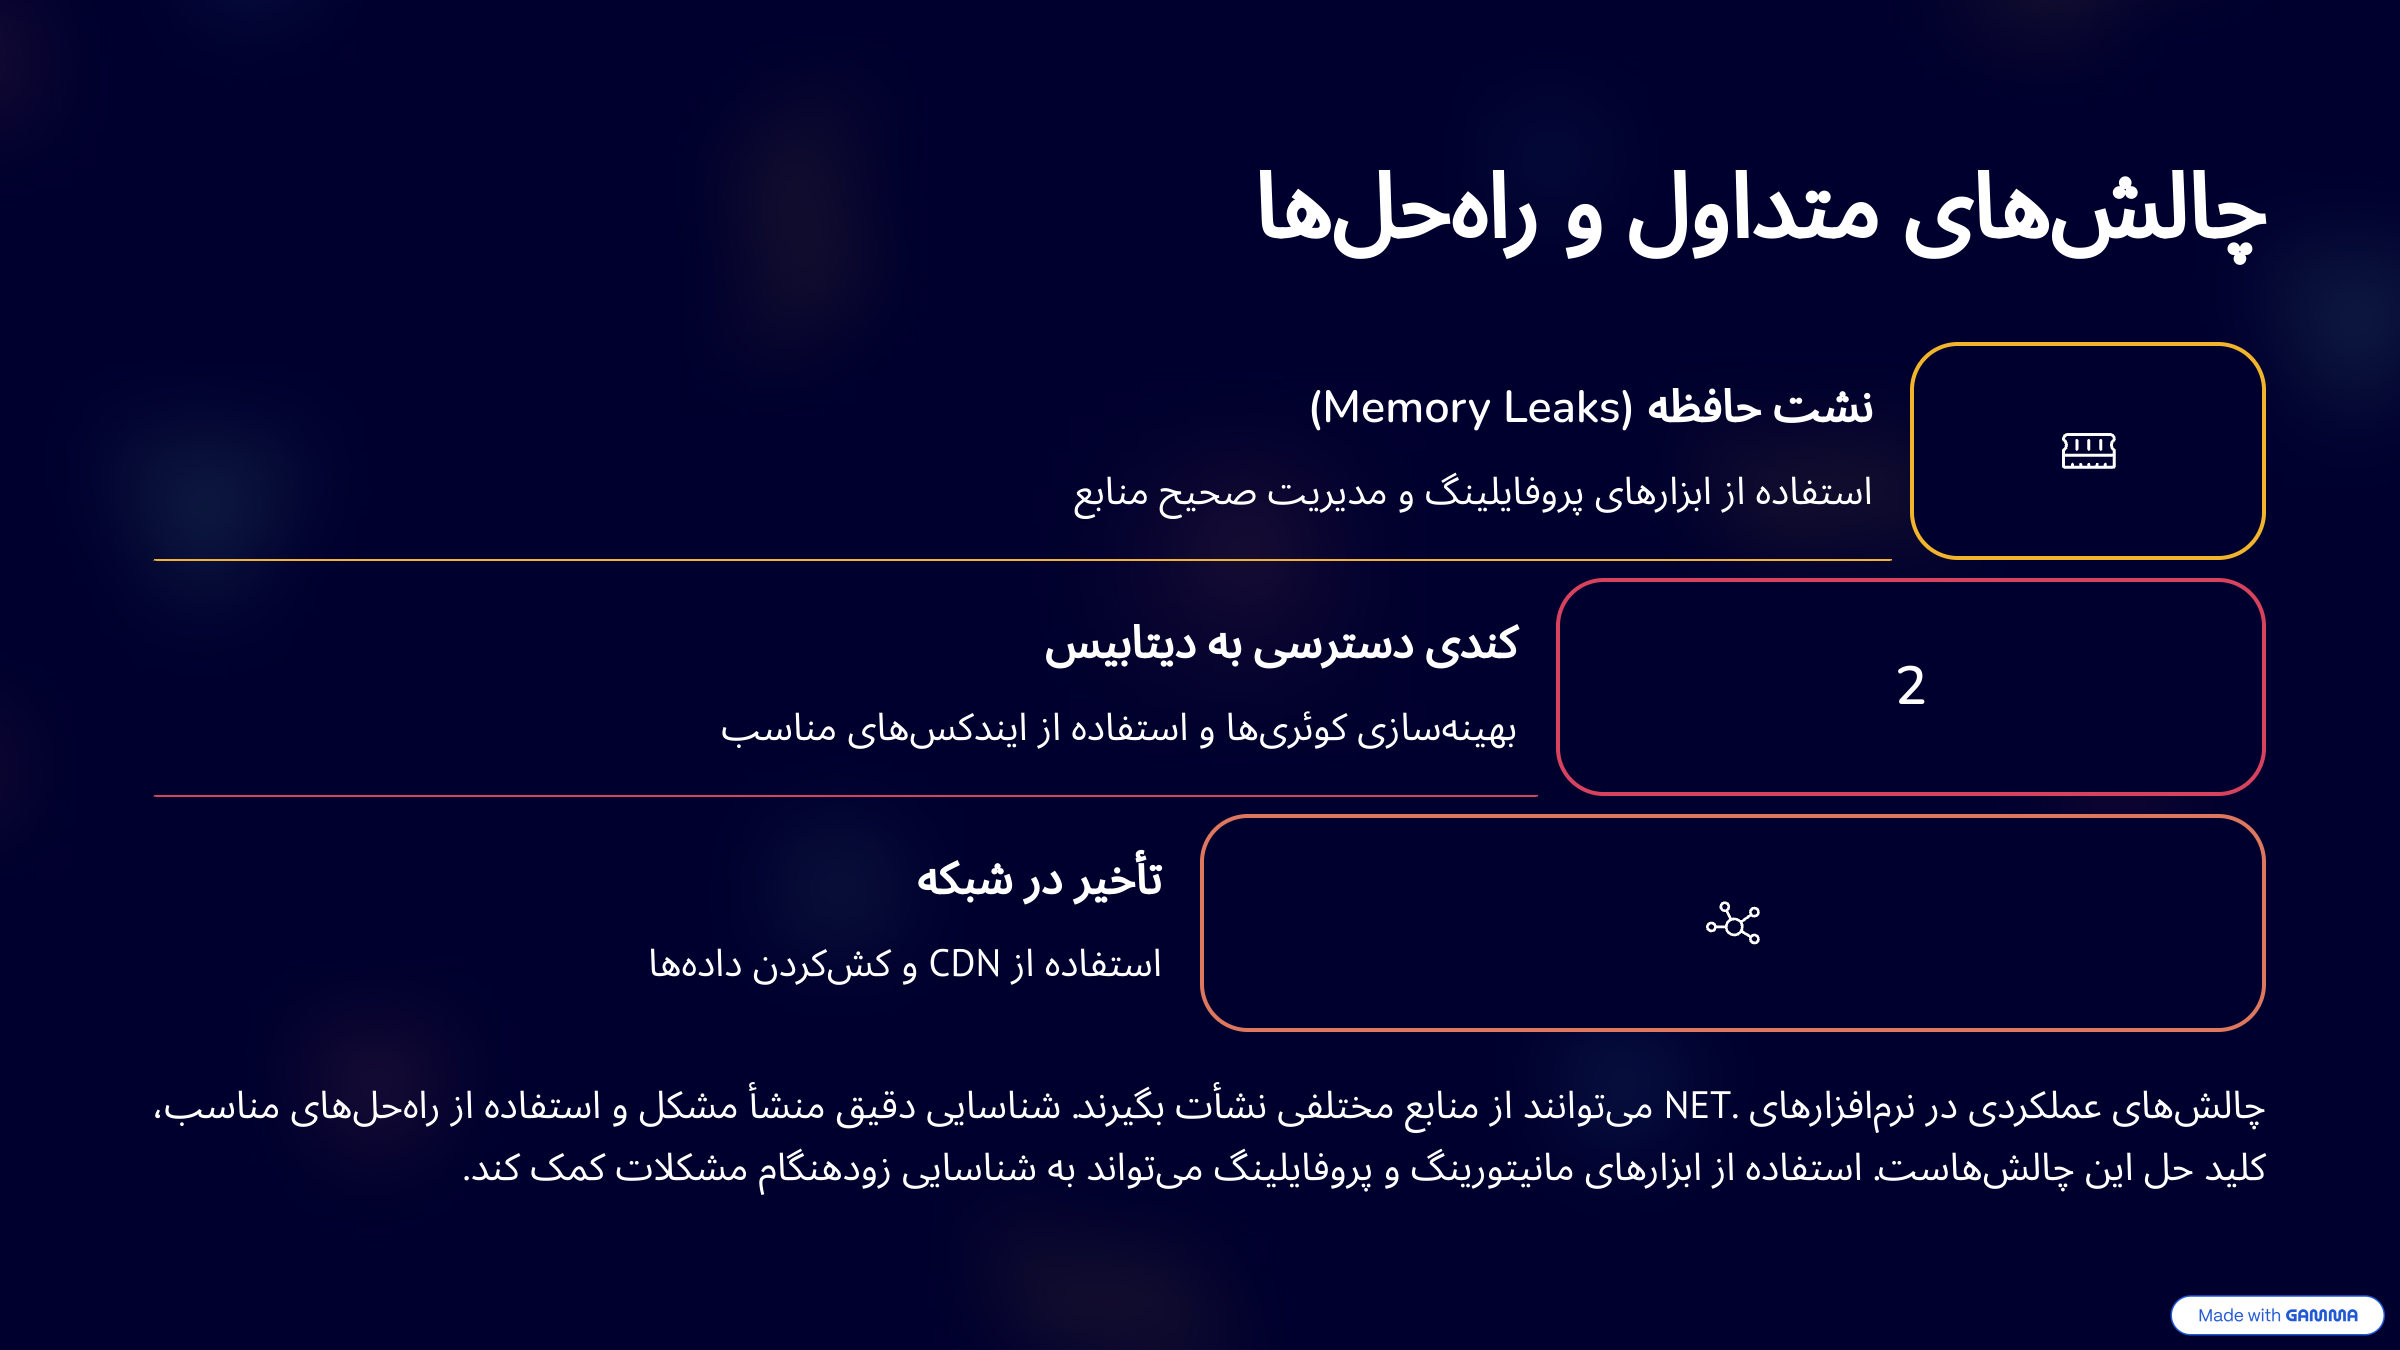 چالش‌های متداول و راه‌حل‌ها
نشت حافظه (Memory Leaks)
استفاده از ابزارهای پروفایلینگ و مدیریت صحیح منابع
2
کندی دسترسی به دیتابیس
بهینه‌سازی کوئری‌ها و استفاده از ایندکس‌های مناسب
تأخیر در شبکه
استفاده از CDN و کش‌کردن داده‌ها
چالش‌های عملکردی در نرم‌افزارهای .NET می‌توانند از منابع مختلفی نشأت بگیرند. شناسایی دقیق منشأ مشکل و استفاده از راه‌حل‌های مناسب،
کلید حل این چالش‌هاست. استفاده از ابزارهای مانیتورینگ و پروفایلینگ می‌تواند به شناسایی زودهنگام مشکلات کمک کند.
Made with GAMMA